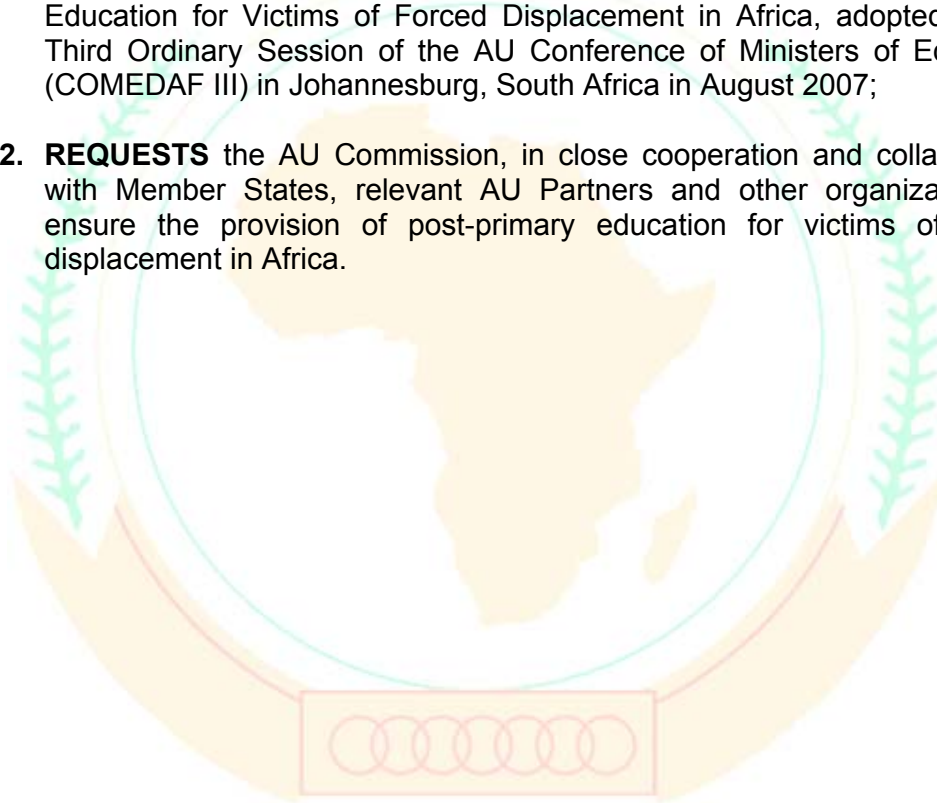 Education for Victims of Forced Displacement in Africa, adopted
Third Ordinary Session of the AU Conference of Ministers of
(COMEDAF III) in Johannesburg, South Africa in August 2007;
2. REQUESTS the AU Commission, in close cooperation and
with Member States, relevant AU Partners and other
ensure the provision of post-primary education for victims of
displacement in Africa.